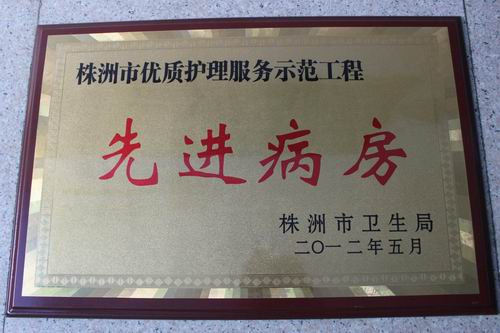 株洲市优质护理服务示范工程
先进病房
株洲市卫生局
二〇一二年五月